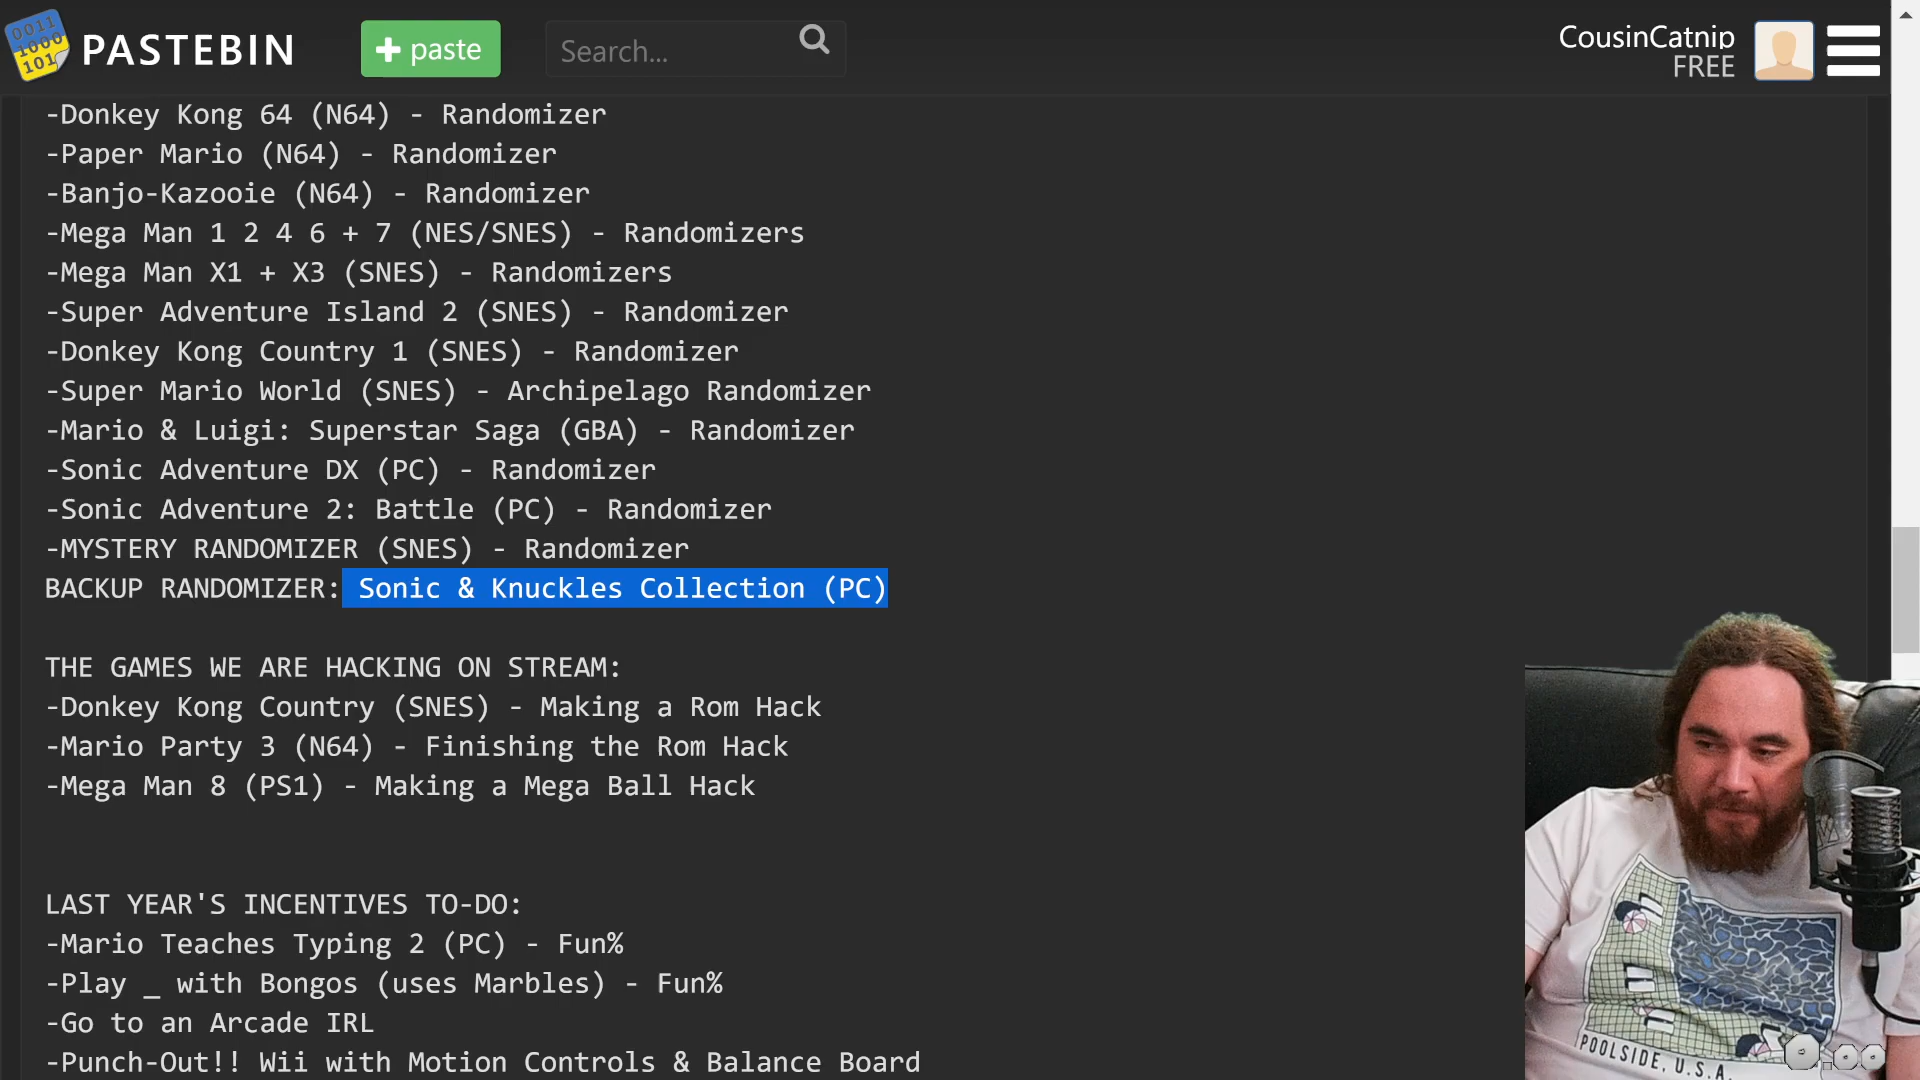 PASTEBIN
+ paste
Search...
CousinCatnip
FREE
0011
1000
101
-Donkey Kong 64 (N64) - Randomizer
-Paper Mario (N64) - Randomizer
-Banjo-Kazooie (N64) - Randomizer
-Mega Man 1 2 4 6 + 7 (NES/SNES) - Randomizers
-Mega Man X1 + X3 (SNES) - Randomizers
-Super Adventure Island 2 (SNES) - Randomizer
-Donkey Kong Country 1 (SNES) - Randomizer
-Super Mario World (SNES) - Archipelago Randomizer
-Mario & Luigi: Superstar Saga (GBA) - Randomizer
-Sonic Adventure DX (PC) - Randomizer
-Sonic Adventure 2: Battle (PC) - Randomizer
-MYSTERY RANDOMIZER (SNES) - Randomizer
BACKUP RANDOMIZER: Sonic & Knuckles Collection (PC)
THE GAMES WE ARE HACKING ON STREAM:
-Donkey Kong Country (SNES) - Making a Rom Hack
-Mario Party 3 (N64) - Finishing the Rom Hack
-Mega Man 8 (PS1) - Making a Mega Ball Hack
LAST YEAR'S INCENTIVES TO-DO:
-Mario Teaches Typing 2 (PC) - Fun%
-Play _ with Bongos (uses Marbles) - Fun%
-Go to an Arcade IRL
-Punch-Out!! Wii with Motion Controls & Balance Board
POOLSIDE, U.S.A.
0.00